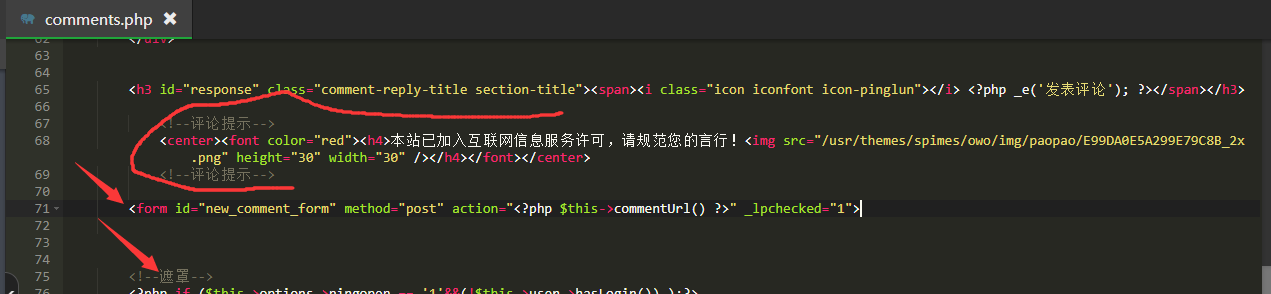 comments.php ✖
62 </div>
63
64
65 <h3 id="response" class="comment-reply-title section-title"><span><i class="icon iconfont icon-pinglun"></i> <?php _e('发表评论'); ?></span></h3>
66
67 <!--评论提示-->
68 <center><font color="red"><h4>本站已加入互联网信息服务许可，请规范您的言行！<img src="/usr/themes/spimes/owo/img/paopao/E99DA0E5A299E79C8B_2x
.png" height="30" width="30" /></h4></font></center>
69 <!--评论提示-->
70
71 <form id="new_comment_form" method="post" action="<?php $this->commentUrl() ?>" _lpchecked="1">
72
73
74
75 <!--遮罩-->
76 <?php if ($this->options->pingopen == '1'&&(!$this->user->hasLogin()) ):?>